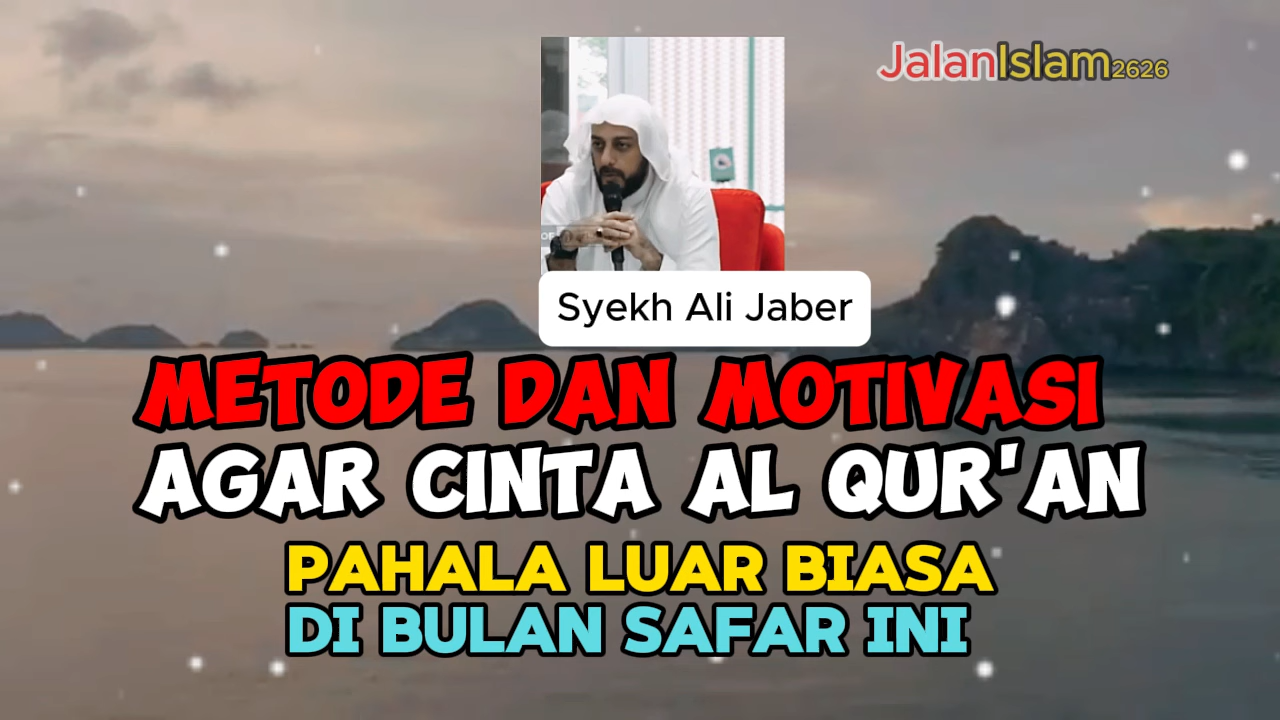 JalanIslam2626
Syekh Ali Jaber
METODE DAN MOTIVASI
AGAR CINTA AL QUR'AN
PAHALA LUAR BIASA
DI BULAN SAFAR INI